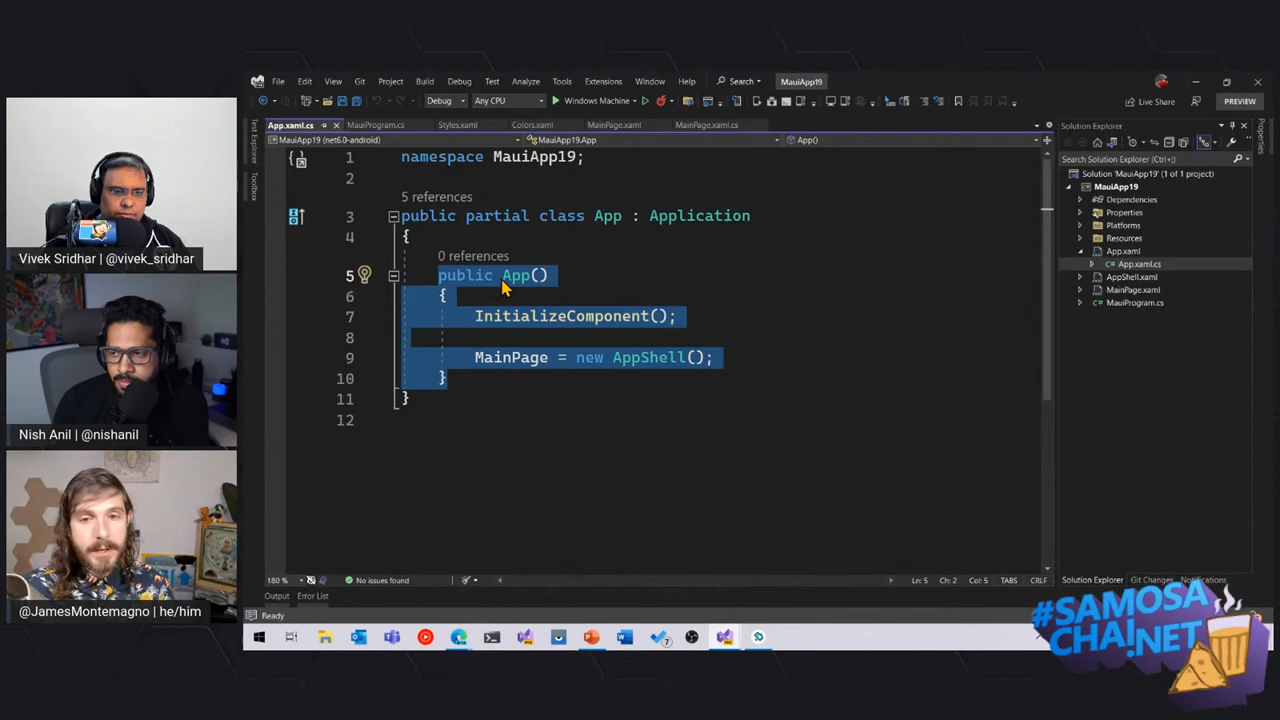 File Edit View Git Project Build Debug Test Analyze Tools Extensions Window Help Search MauiApp19
Debug Any CPU Windows Machine Live Share PREVIEW
App.xaml.cs MauiProgram.cs Styles.xaml Colors.xaml MainPage.xaml MainPage.xaml.cs
MauiApp19 (net6.0-android) MauiApp19.App App()
Test Explorer
Toolbox
1 namespace MauiApp19;
2
5 references
3 public partial class App : Application
4 {
0 references
5 public App()
6 {
7 InitializeComponent();
8
9 MainPage = new AppShell();
10 }
11 }
12
180 % No issues found Ln: 5 Ch: 2 Col: 5 TABS CRLF
Output Error List
Ready
Solution Explorer
Search Solution Explorer (Ctrl+;)
Solution 'MauiApp19' (1 of 1 project)
MauiApp19
Dependencies
Properties
Platforms
Resources
App.xaml
App.xaml.cs
AppShell.xaml
MainPage.xaml
MauiProgram.cs
Solution Explorer Git Changes Notifications
Properties
Vivek Sridhar | @vivek_sridhar
Nish Anil | @nishanil
@JamesMontemagno | he/him
7
#SAMOSA
CHAI.NET